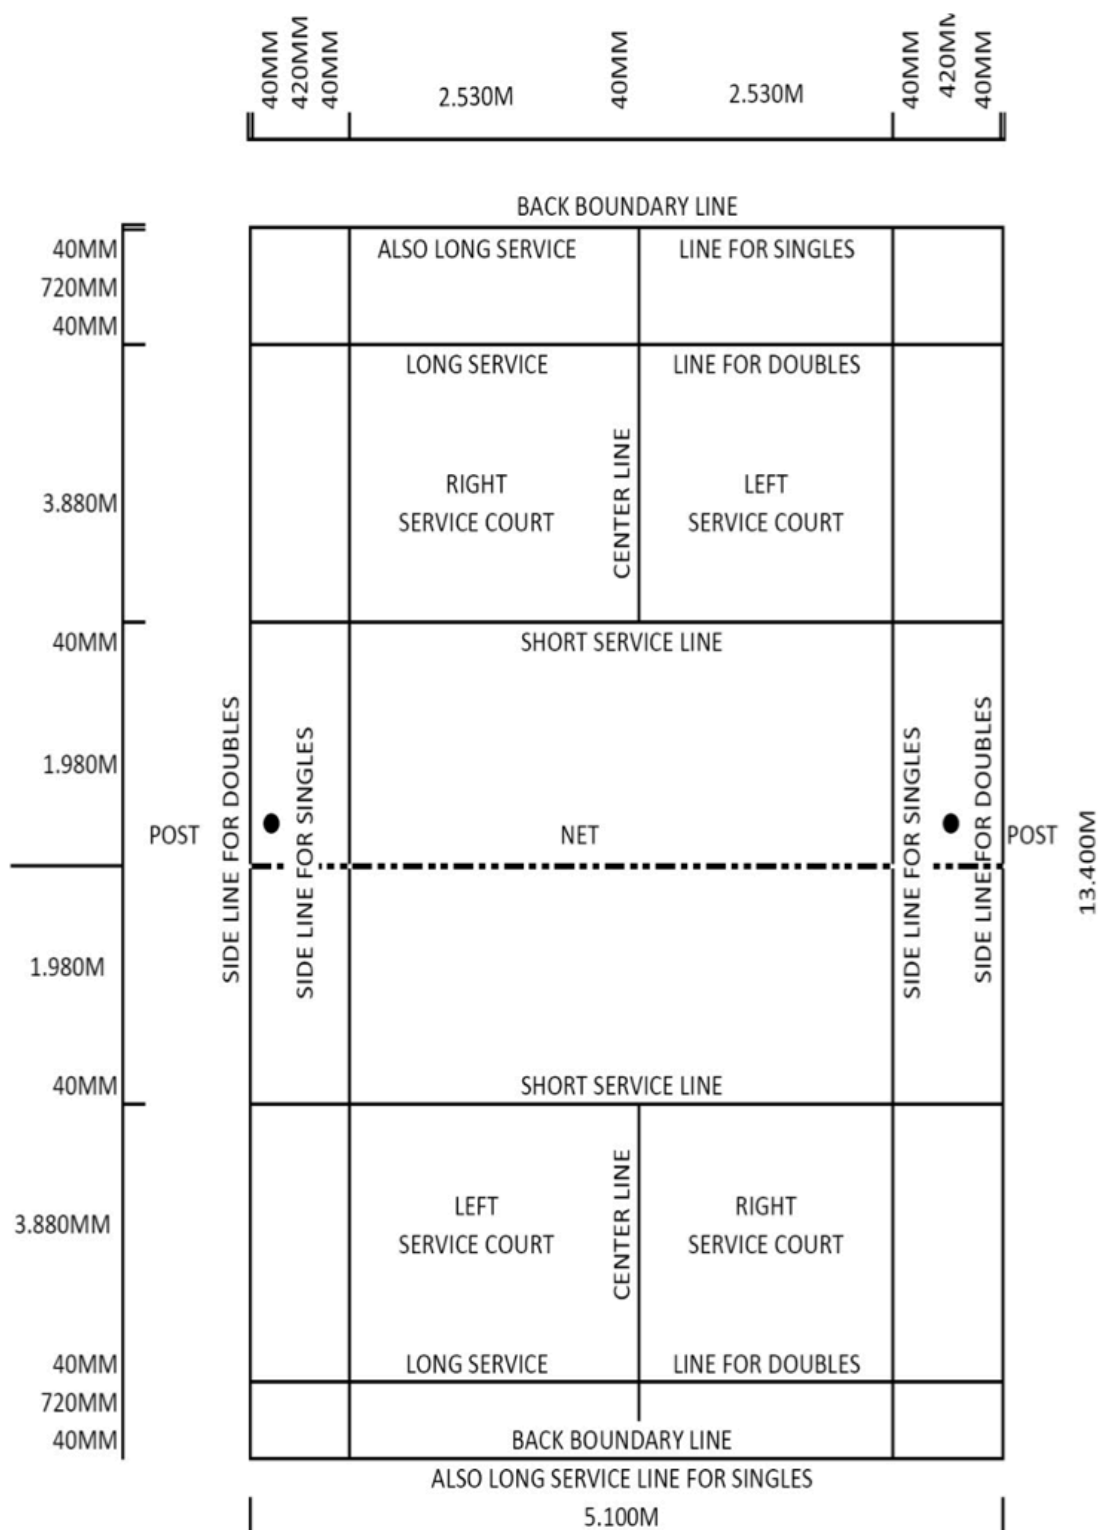 40MM
420MM
40MM
2.530M
40MM
2.530M
40MM
420MM
40MM
BACK BOUNDARY LINE
40MM
ALSO LONG SERVICE
LINE FOR SINGLES
720MM
40MM
LONG SERVICE
LINE FOR DOUBLES
CENTER LINE
RIGHT
SERVICE COURT
LEFT
SERVICE COURT
3.880M
40MM
SHORT SERVICE LINE
SIDE LINE FOR DOUBLES
SIDE LINE FOR SINGLES
SIDE LINE FOR SINGLES
SIDE LINE FOR DOUBLES
1.980M
POST
NET
POST
13.400M
1.980M
40MM
SHORT SERVICE LINE
CENTER LINE
LEFT
SERVICE COURT
RIGHT
SERVICE COURT
3.880MM
40MM
LONG SERVICE
LINE FOR DOUBLES
720MM
40MM
BACK BOUNDARY LINE
ALSO LONG SERVICE LINE FOR SINGLES
5.100M